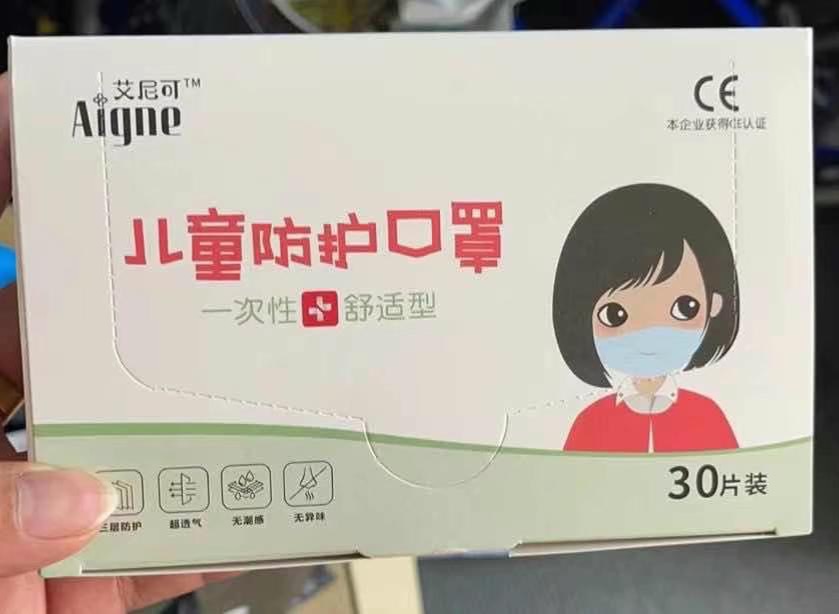 艾尼可™
Aigne
CE
本企业获得CE认证
儿童防护口罩
一次性 舒适型
三层防护
超透气
无潮感
无异味
30片装